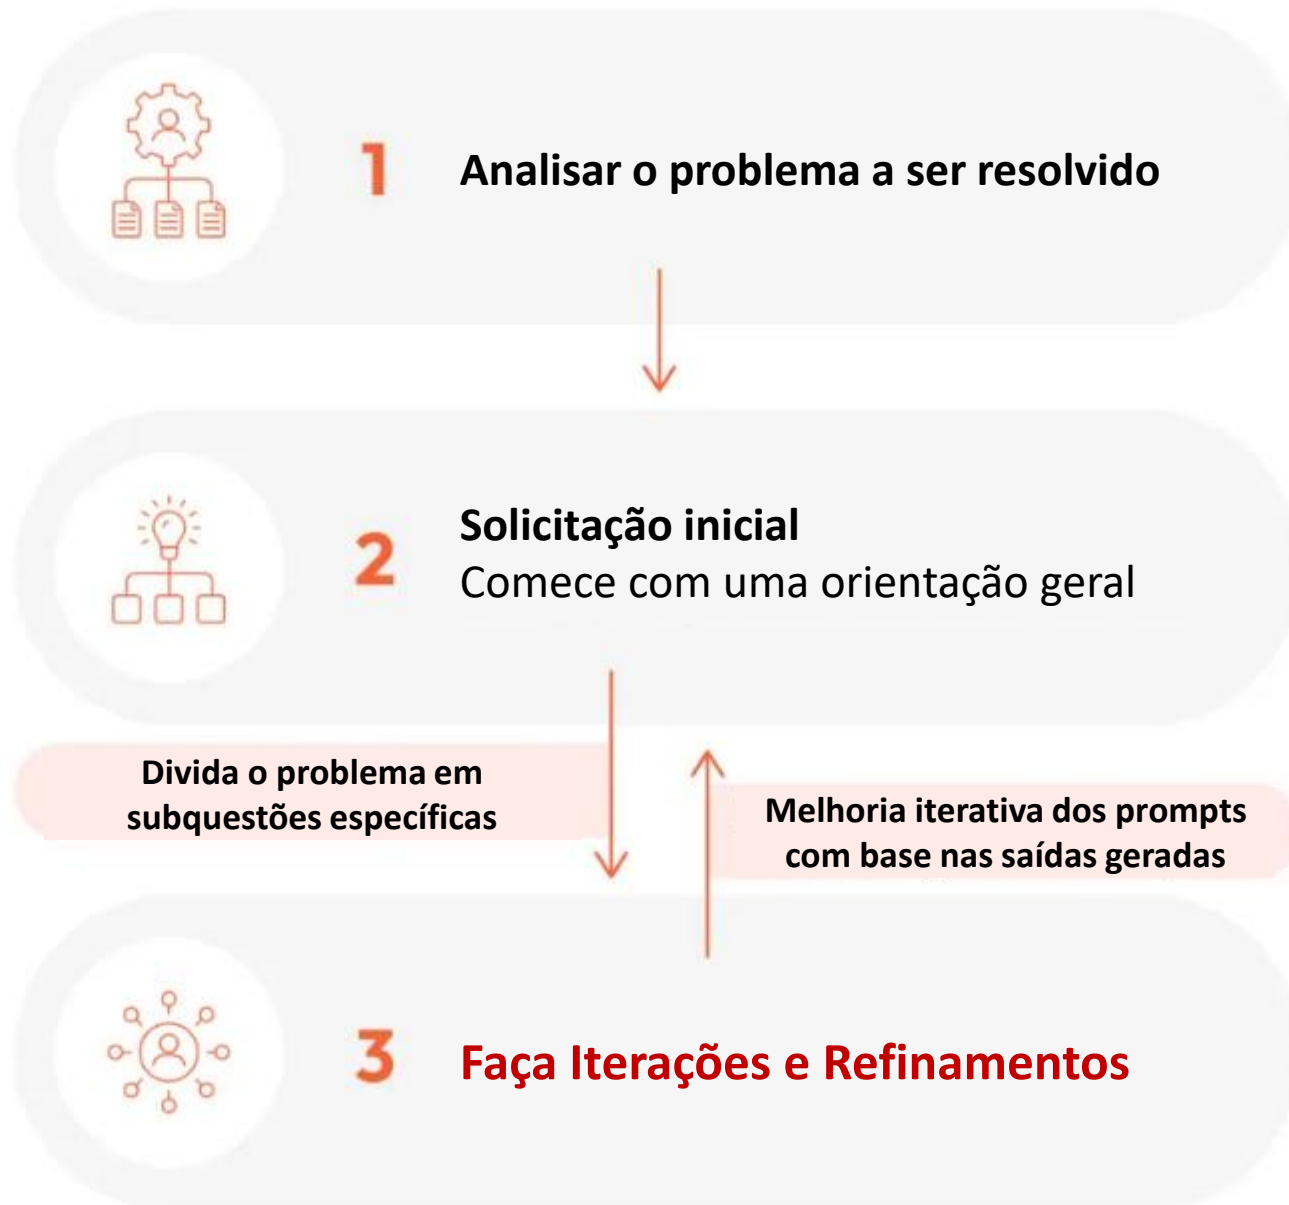 1
Analisar o problema a ser resolvido
2
Solicitação inicial
Comece com uma orientação geral
Divida o problema em
subquestões específicas
Melhoria iterativa dos prompts
com base nas saídas geradas
3
Faça Iterações e Refinamentos